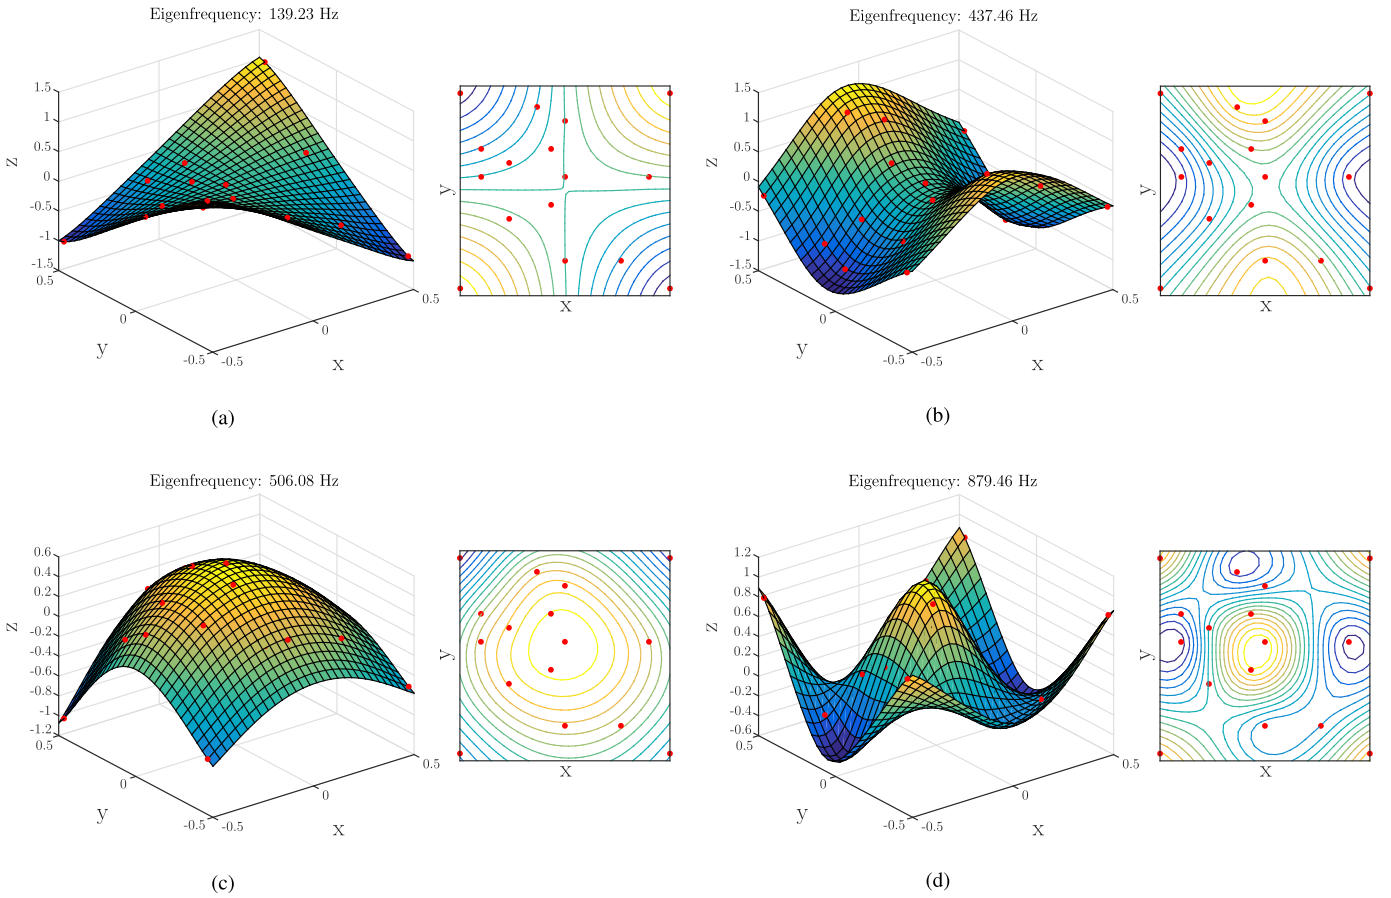 Eigenfrequency: 139.23 Hz
1.5
1
0.5
0
-0.5
-1
-1.5
z
0.5
0
-0.5
y
-0.5
0
0.5
x
y
x
(a)
Eigenfrequency: 437.46 Hz
1.5
1
0.5
0
-0.5
-1
-1.5
z
0.5
0
-0.5
y
-0.5
0
0.5
x
y
x
(b)
Eigenfrequency: 506.08 Hz
0.6
0.4
0.2
0
-0.2
-0.4
-0.6
-0.8
-1
-1.2
z
0.5
0
-0.5
y
-0.5
0
0.5
x
y
x
(c)
Eigenfrequency: 879.46 Hz
1.2
1
0.8
0.6
0.4
0.2
0
-0.2
-0.4
-0.6
z
0.5
0
-0.5
y
-0.5
0
0.5
x
y
x
(d)